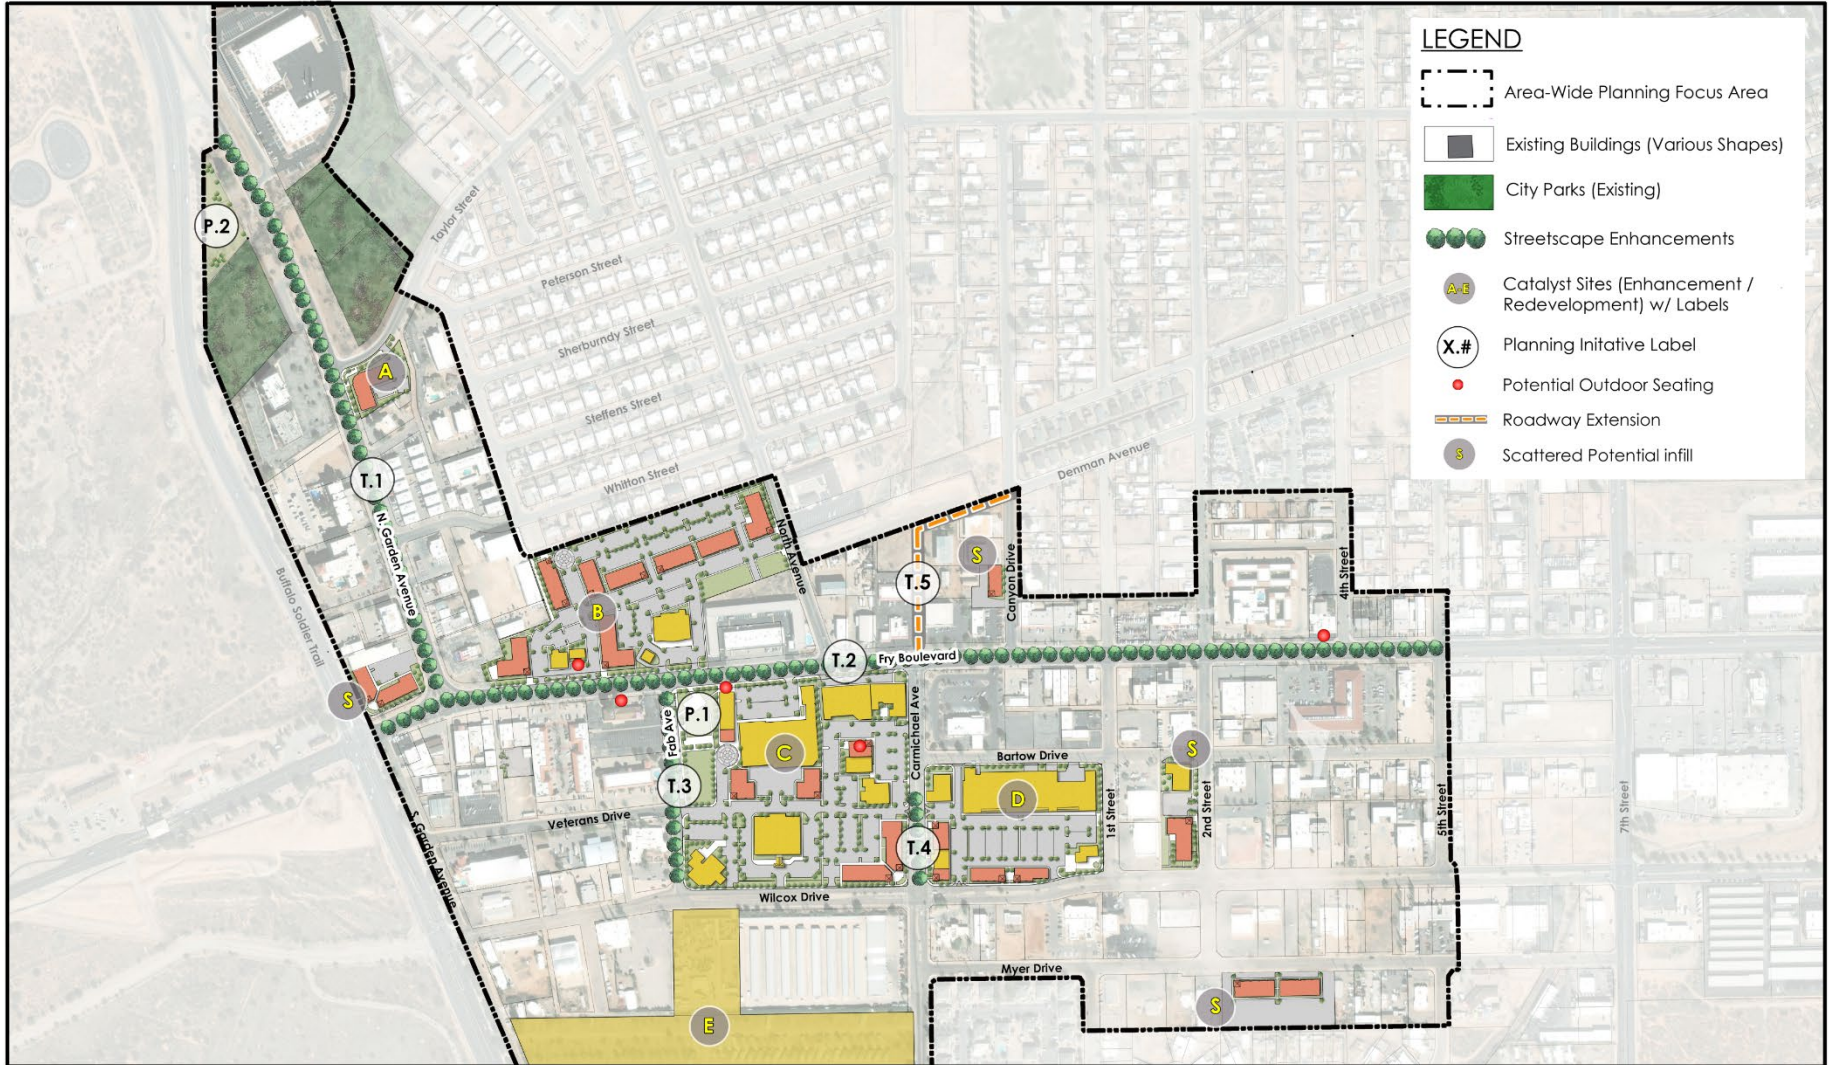 LEGEND
Area-Wide Planning Focus Area
Existing Buildings (Various Shapes)
City Parks (Existing)
Streetscape Enhancements
A-E
Catalyst Sites (Enhancement /
Redevelopment) w/ Labels
X.#
Planning Initative Label
Potential Outdoor Seating
Roadway Extension
S
Scattered Potential infill
P.2
Taylor Street
Peterson Street
Sherburndy Street
A
Steffens Street
Whitton Street
Denman Avenue
T.1
N. Garden Avenue
North Avenue
S
T.5
Canyon Drive
4th Street
Buffalo Soldier Trail
B
T.2
Fry Boulevard
S
P.1
Fab Ave
C
Carmichael Ave
Bartow Drive
S
T.3
D
1st Street
2nd Street
5th Street
7th Street
Veterans Drive
T.4
S. Garden Avenue
Wilcox Drive
Myer Drive
S
E